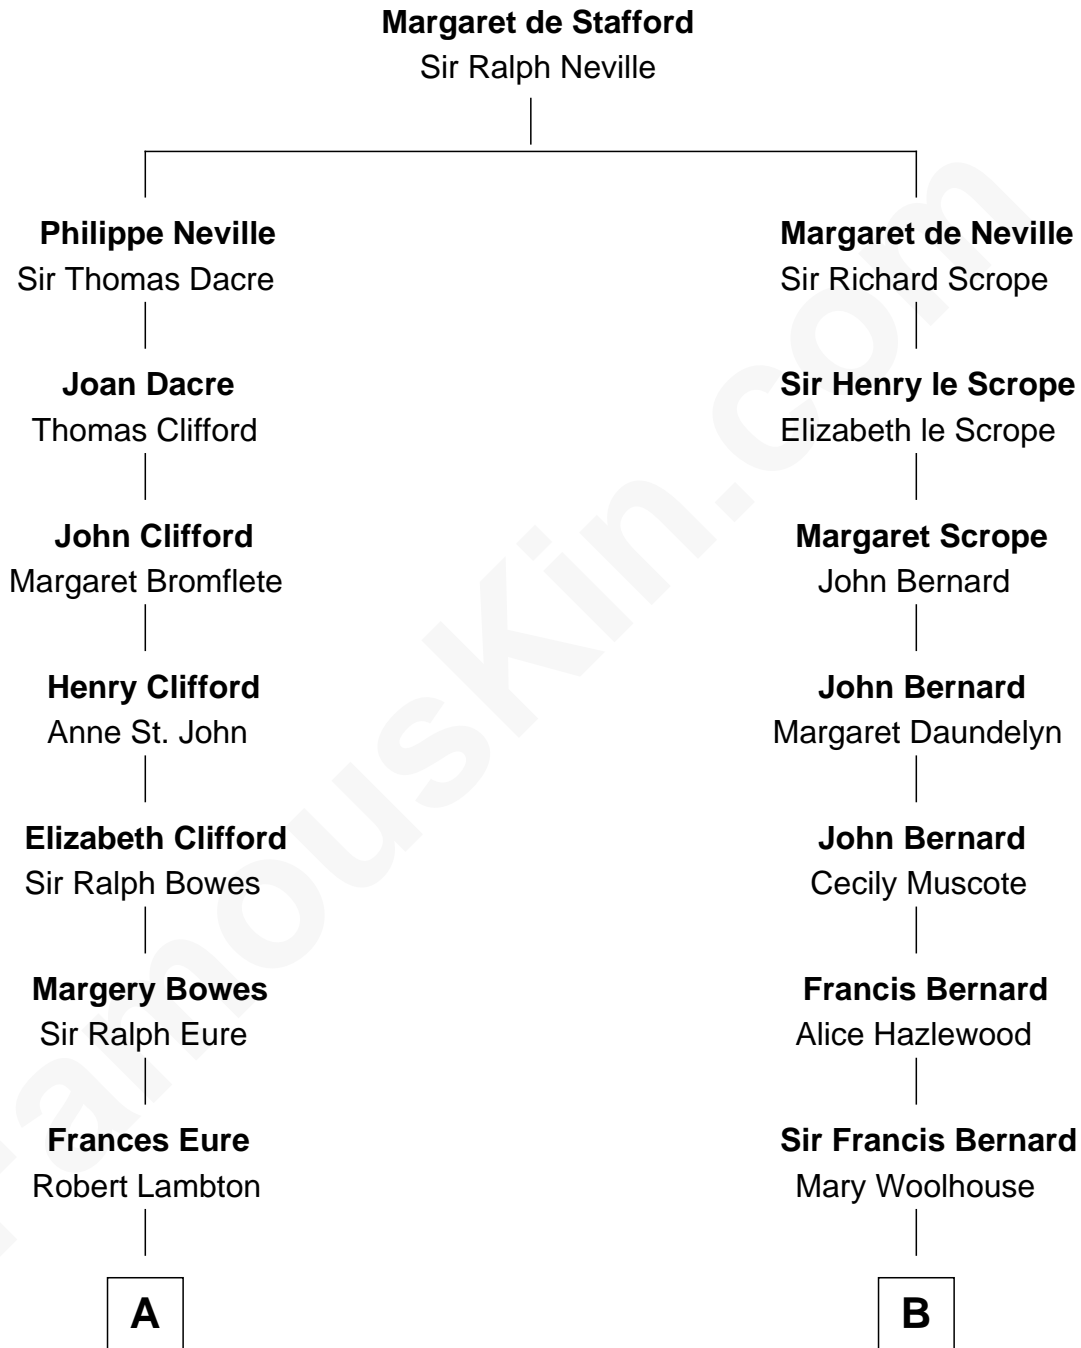 Margaret de Stafford
Sir Ralph Neville
Philippe Neville
Sir Thomas Dacre
Joan Dacre
Thomas Clifford
John Clifford
Margaret Bromflete
Henry Clifford
Anne St. John
Elizabeth Clifford
Sir Ralph Bowes
Margery Bowes
Sir Ralph Eure
Frances Eure
Robert Lambton
A
Margaret de Neville
Sir Richard Scrope
Sir Henry le Scrope
Elizabeth le Scrope
Margaret Scrope
John Bernard
John Bernard
Margaret Daundelyn
John Bernard
Cecily Muscote
Francis Bernard
Alice Hazlewood
Sir Francis Bernard
Mary Woolhouse
B
FamousKin.com